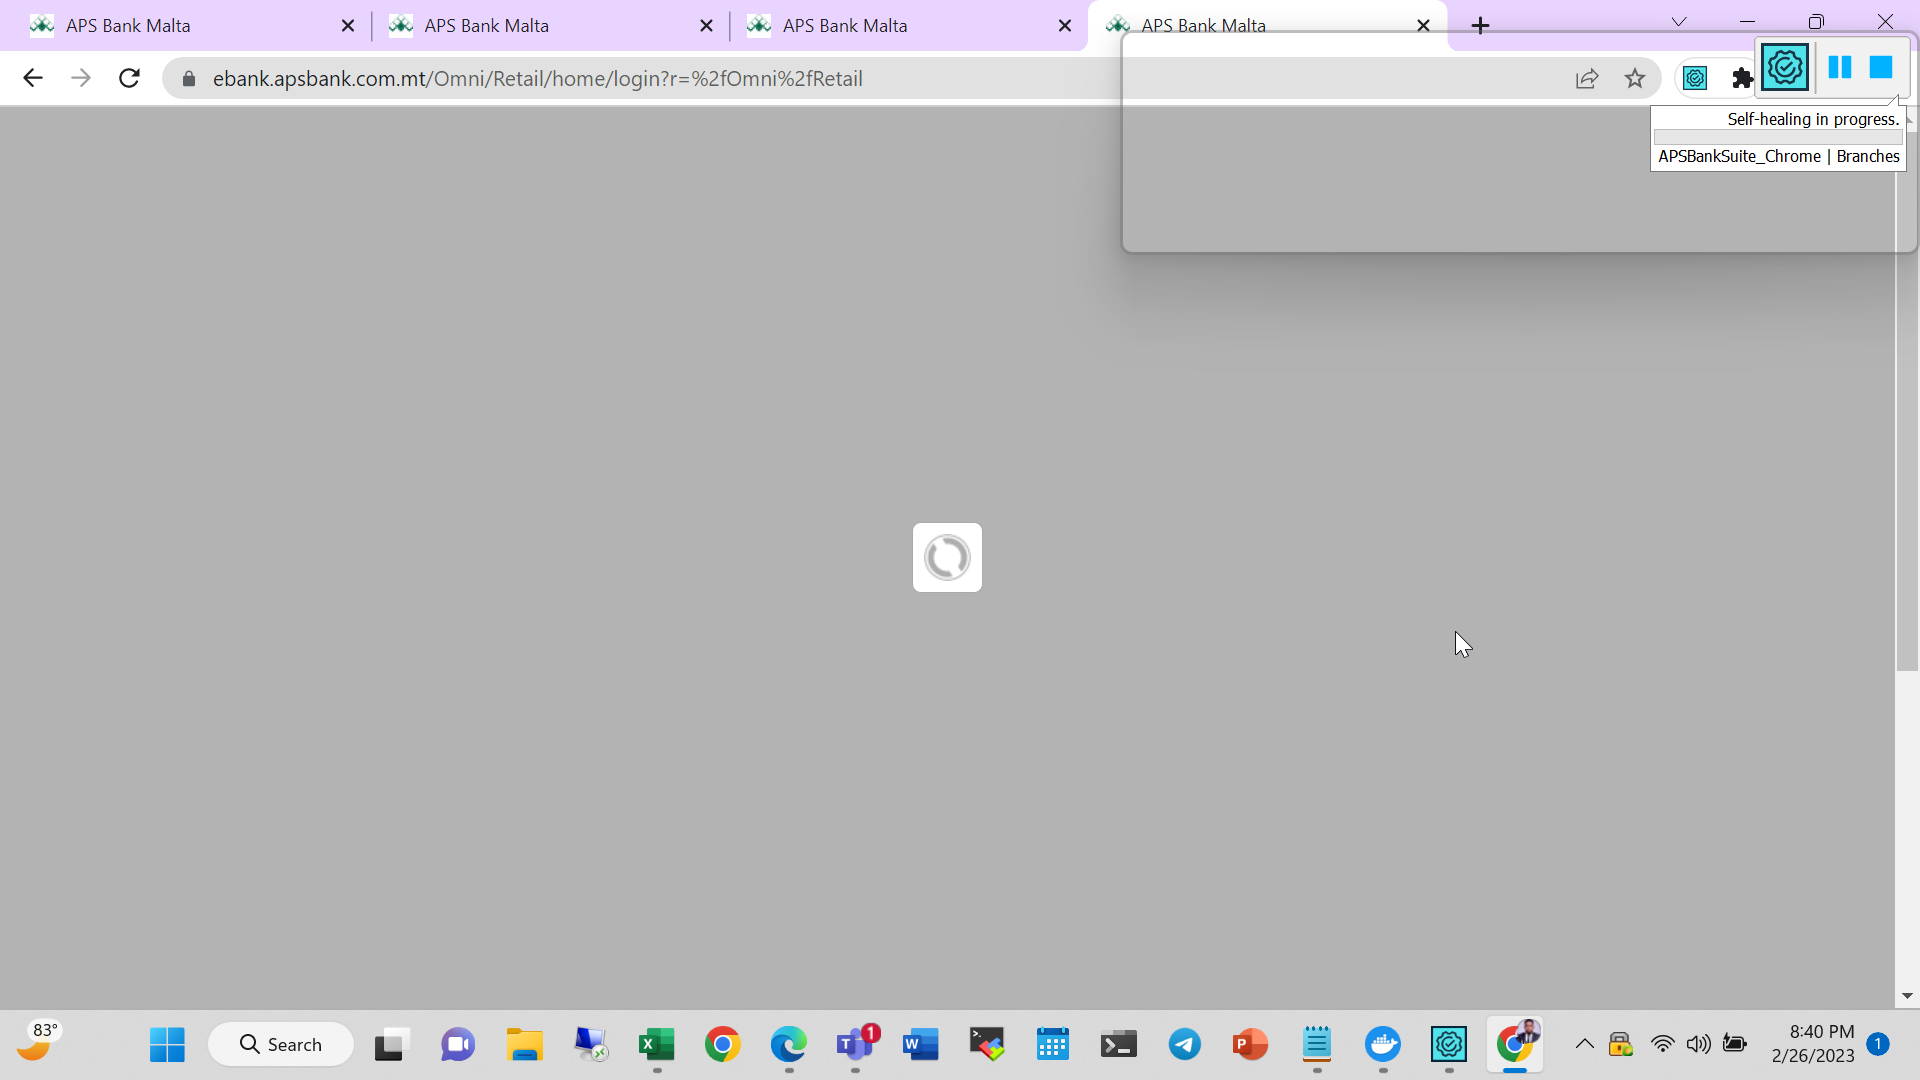 APS Bank Malta
APS Bank Malta
APS Bank Malta
APS Bank Malta
ebank.apsbank.com.mt/Omni/Retail/home/login?r=%2fOmni%2fRetail
Self-healing in progress.
APSBankSuite_Chrome | Branches
83°
Search
1
8:40 PM
2/26/2023
1